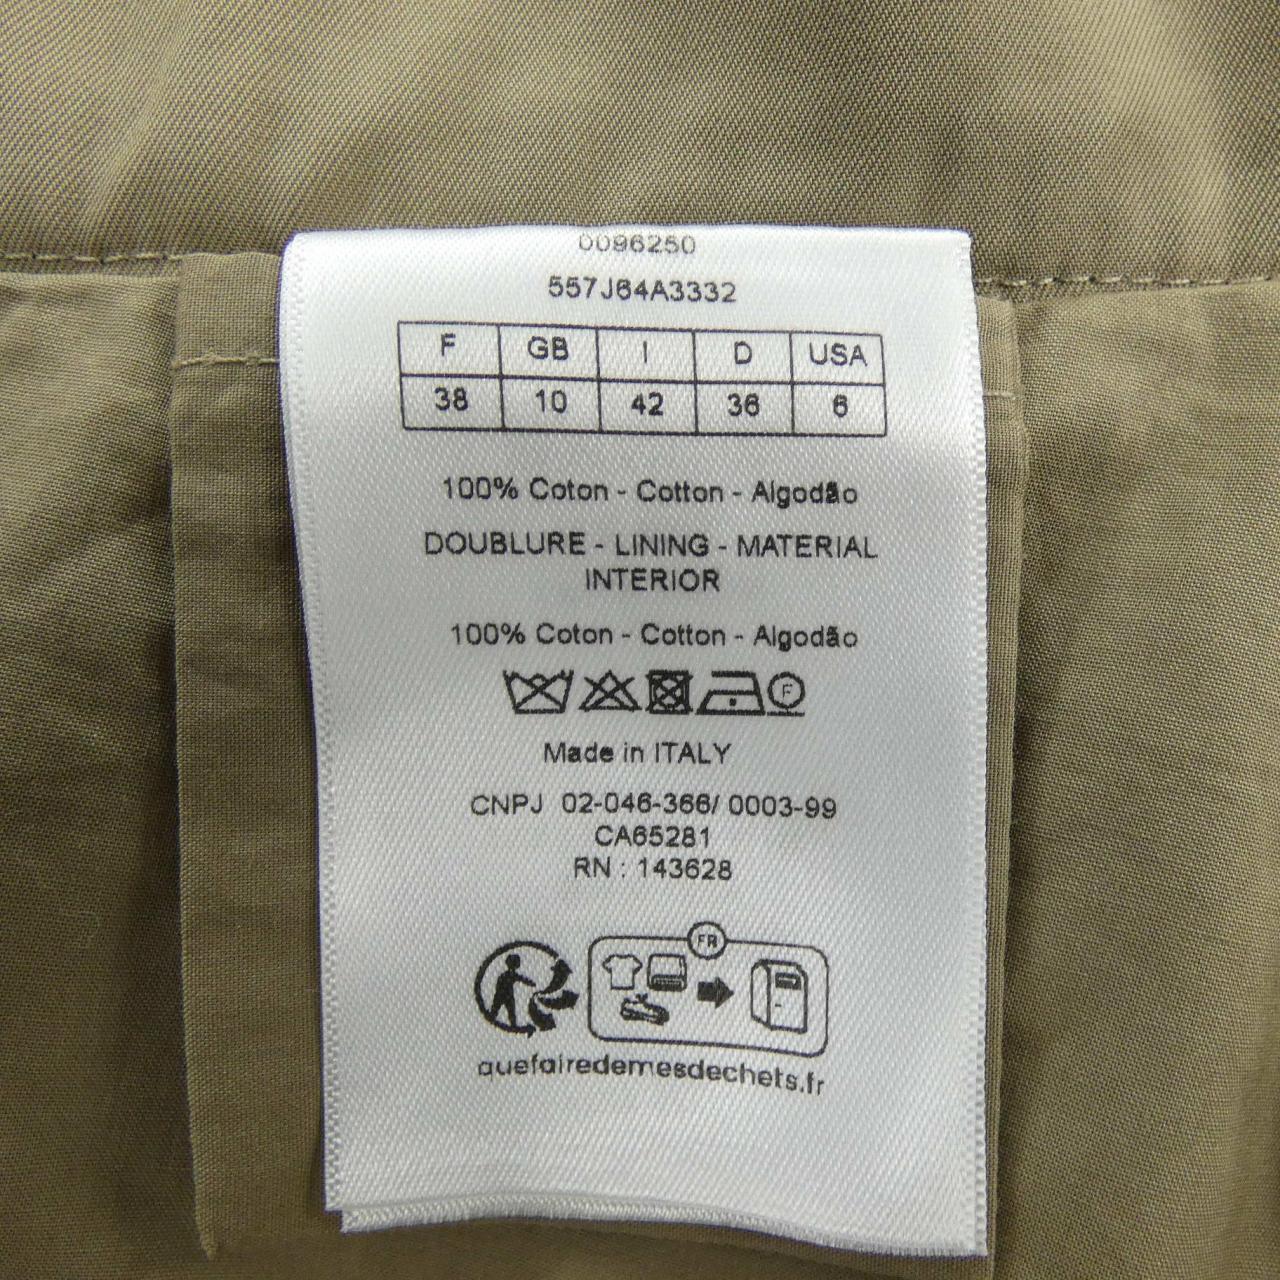 0096250
557J64A3332
F GB I D USA
38 10 42 36 6
100% Coton - Cotton - Algodão
DOUBLURE - LINING - MATERIAL
INTERIOR
100% Coton - Cotton - Algodão
F
Made in ITALY
CNPJ 02-046-366/ 0003-99
CA65281
RN : 143628
FR
quefairedemesdechets.fr